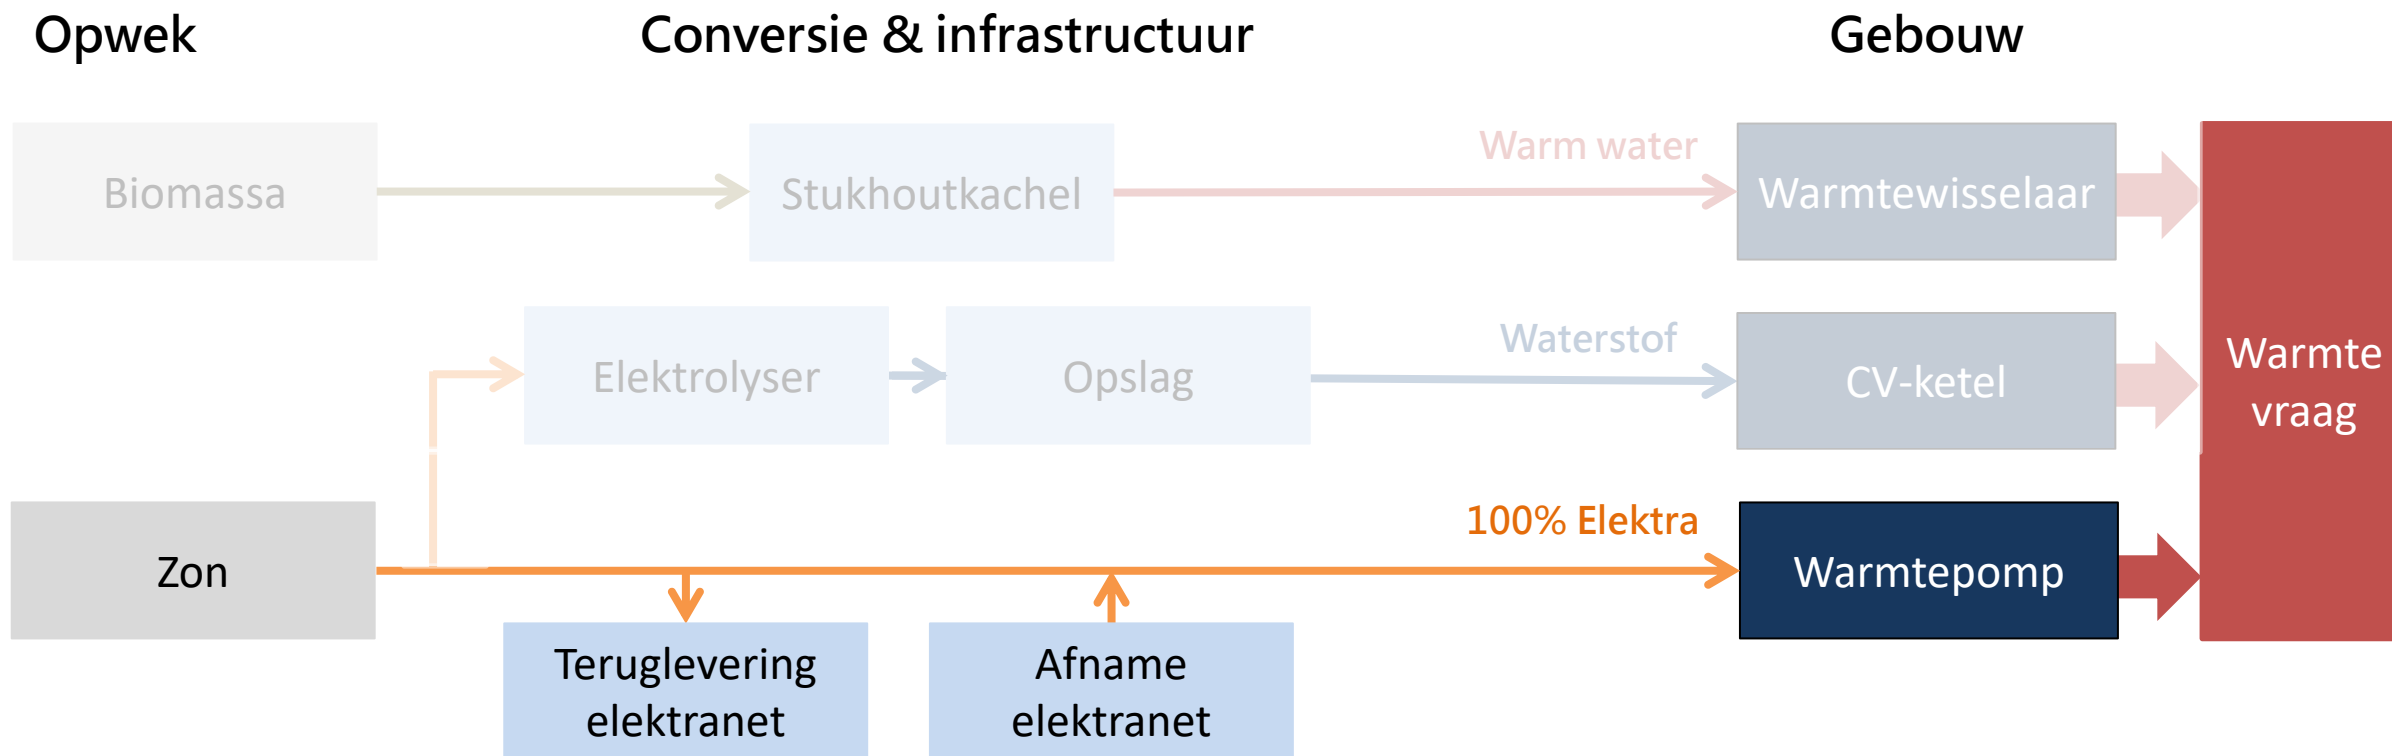 Opwek
Conversie & infrastructuur
Gebouw
Biomassa
Stukhoutkachel
Warm water
Warmtewisselaar
Elektrolyser
Opslag
Waterstof
CV-ketel
Warmte
vraag
Zon
100% Elektra
Warmtepomp
Teruglevering
elektranet
Afname
elektranet